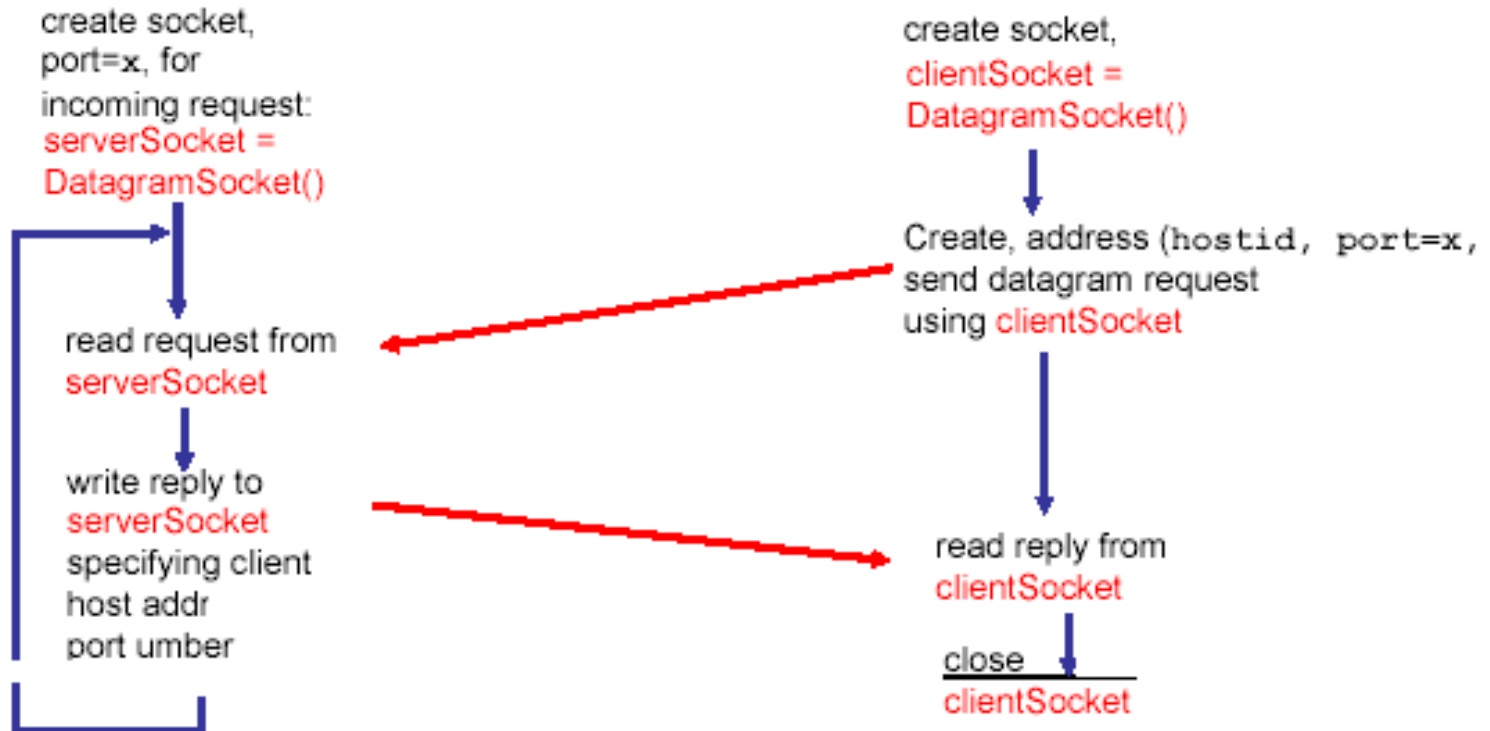 create socket,
port=x, for
incoming request:
serverSocket =
DatagramSocket()
read request from
serverSocket
write reply to
serverSocket
specifying client
host addr
port umber
create socket,
clientSocket =
DatagramSocket()
Create, address (hostid, port=x,
send datagram request
using clientSocket
read reply from
clientSocket
close
clientSocket